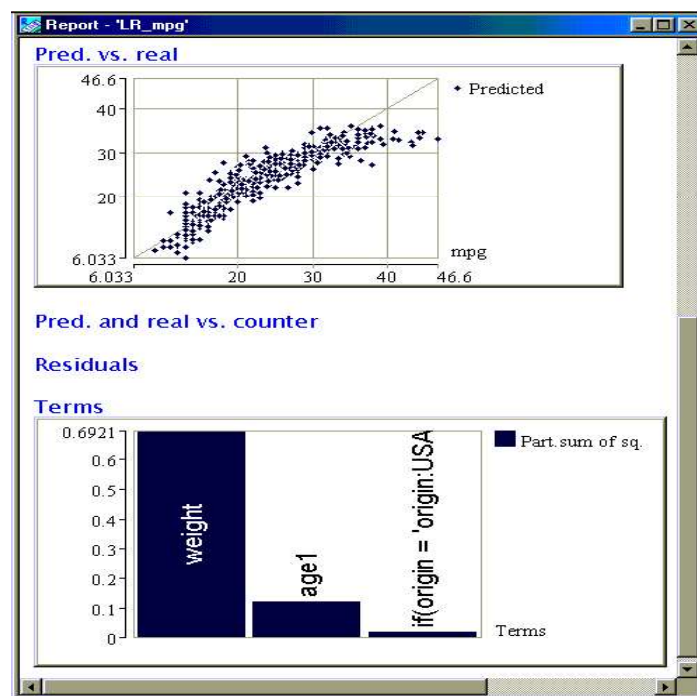 Report - 'LR_mpg'
Pred. vs. real
46.6
40
30
20
6.033
6.033 20 30 40 46.6
mpg
Predicted
Pred. and real vs. counter
Residuals
Terms
0.6921
0.6
0.5
0.4
0.3
0.2
0.1
0
weight
age1
if(origin = 'origin:USA
Part.sum of sq.
Terms